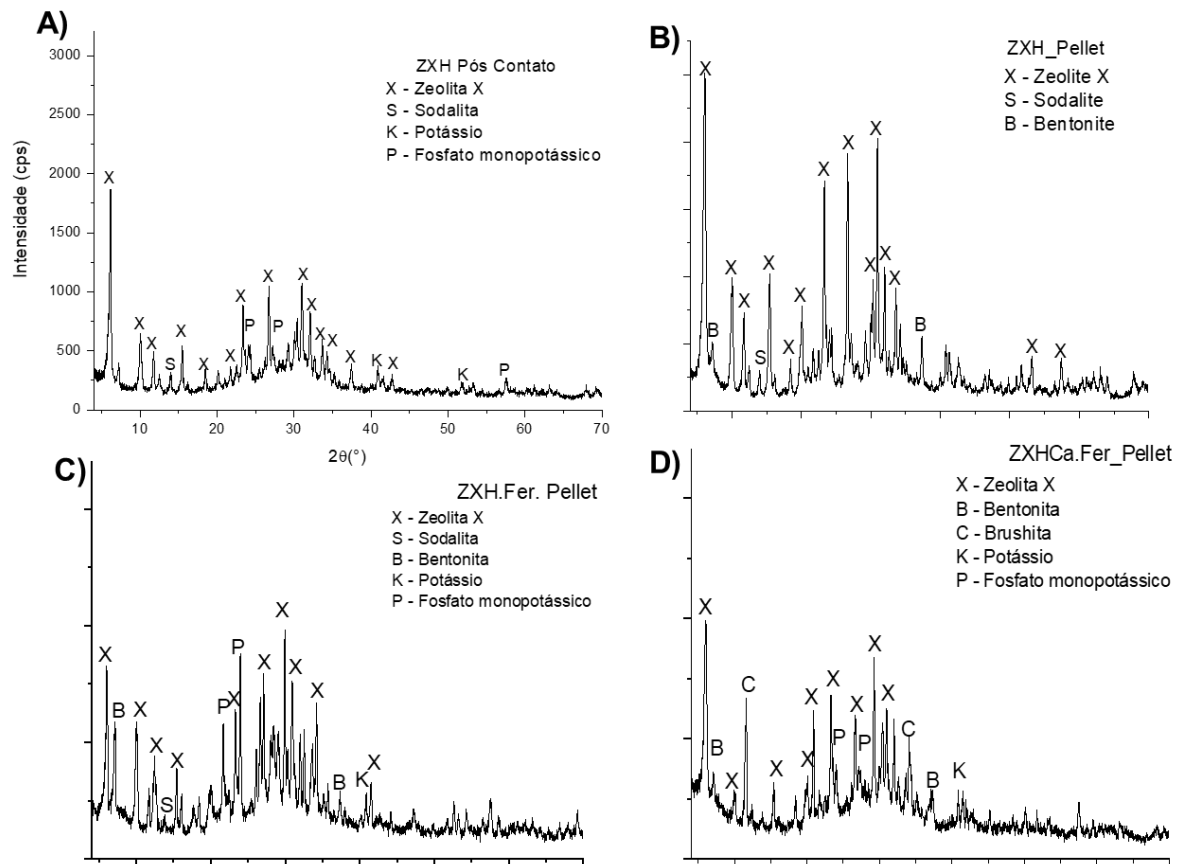 A)
ZXH Pós Contato
X - Zeolita X
S - Sodalita
K - Potássio
P - Fosfato monopotássico
Intensidade (cps)
3000
2500
2000
1500
1000
500
0
X
X
X
S
X
X
X
X
P
X
P
X
X
X
X
X
K
X
K
P
10 20 30 40 50 60 70
2θ(°)
B)
ZXH_Pellet
X - Zeolite X
S - Sodalite
B - Bentonite
X
B
X
X
S
X
X
X
X
X
X
X
X
X
B
X
X
C)
ZXH.Fer. Pellet
X - Zeolita X
S - Sodalita
B - Bentonita
K - Potássio
P - Fosfato monopotássico
X
B
X
X
S
X
P
X
P
X
X
X
X
B
K
X
D)
ZXHCa.Fer_Pellet
X - Zeolita X
B - Bentonita
C - Brushita
K - Potássio
P - Fosfato monopotássico
X
B
X
C
X
X
X
X
P
X
P
X
X
C
B
K